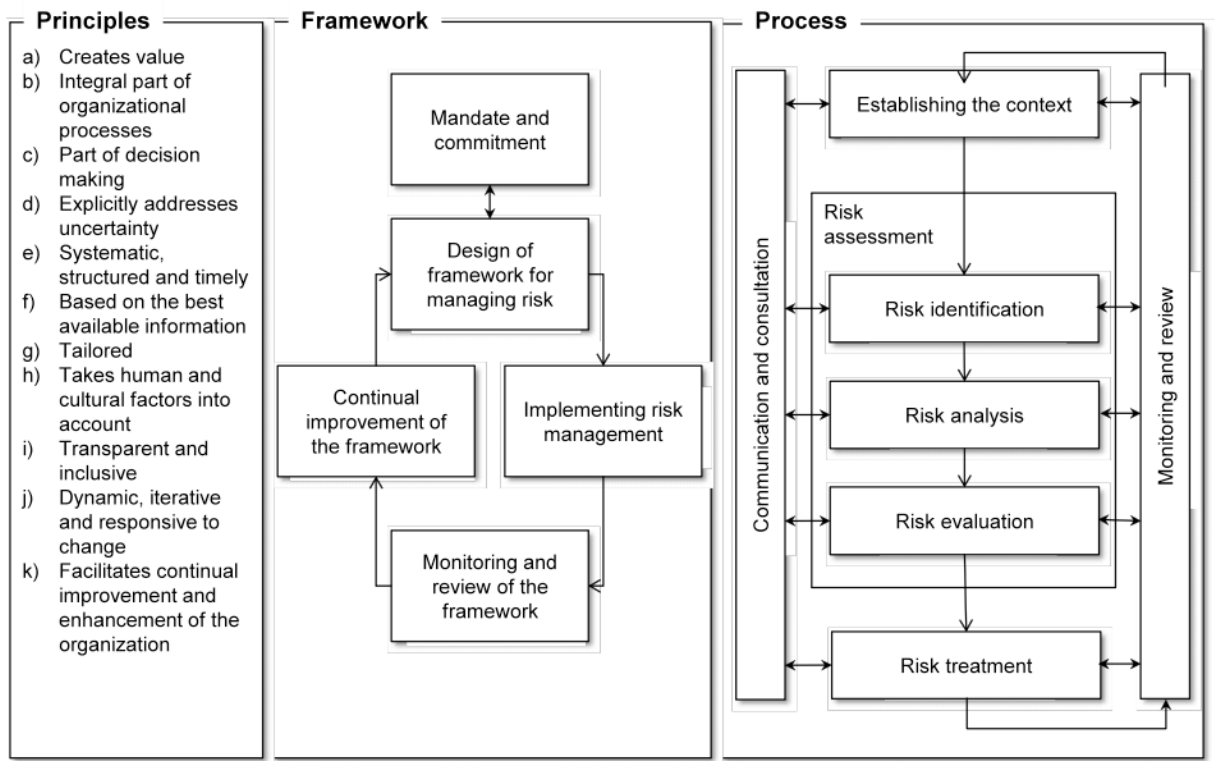 Principles
a) Creates value
b) Integral part of
organizational
processes
c) Part of decision
making
d) Explicitly addresses
uncertainty
e) Systematic,
structured and timely
f) Based on the best
available information
g) Tailored
h) Takes human and
cultural factors into
account
i) Transparent and
inclusive
j) Dynamic, iterative
and responsive to
change
k) Facilitates continual
improvement and
enhancement of the
organization
Framework
Mandate and
commitment
Design of
framework for
managing risk
Continual
improvement of
the framework
Implementing risk
management
Monitoring and
review of the
framework
Process
Communication and consultation
Establishing the context
Risk
assessment
Risk identification
Risk analysis
Risk evaluation
Risk treatment
Monitoring and review